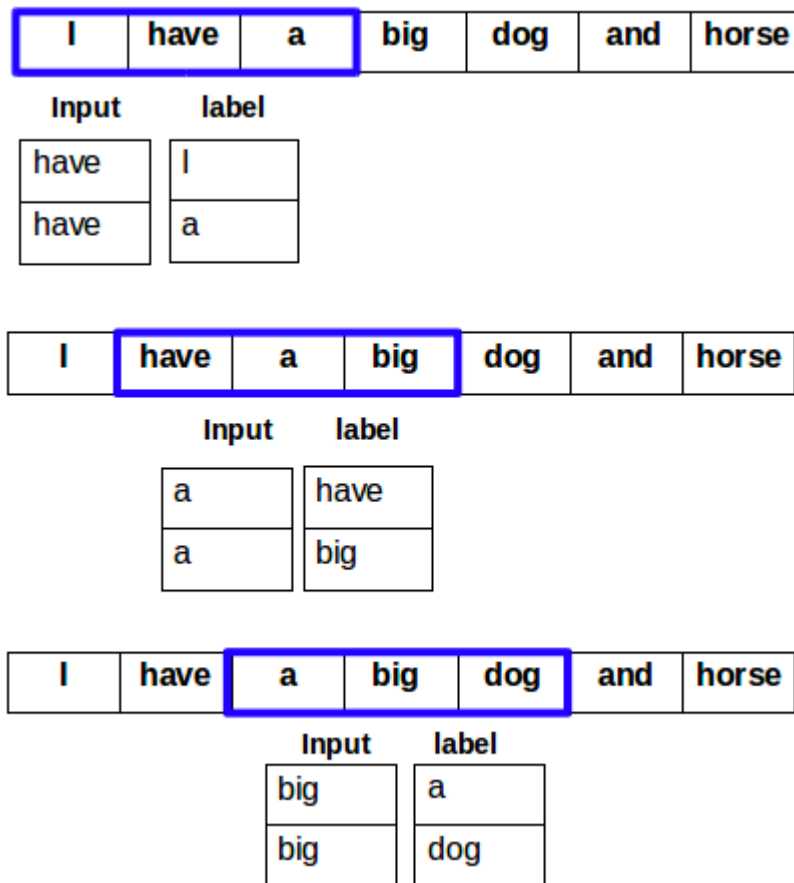 I have a big dog and horse
Input label
have I
have a
I have a big dog and horse
Input label
a have
a big
I have a big dog and horse
Input label
big a
big dog